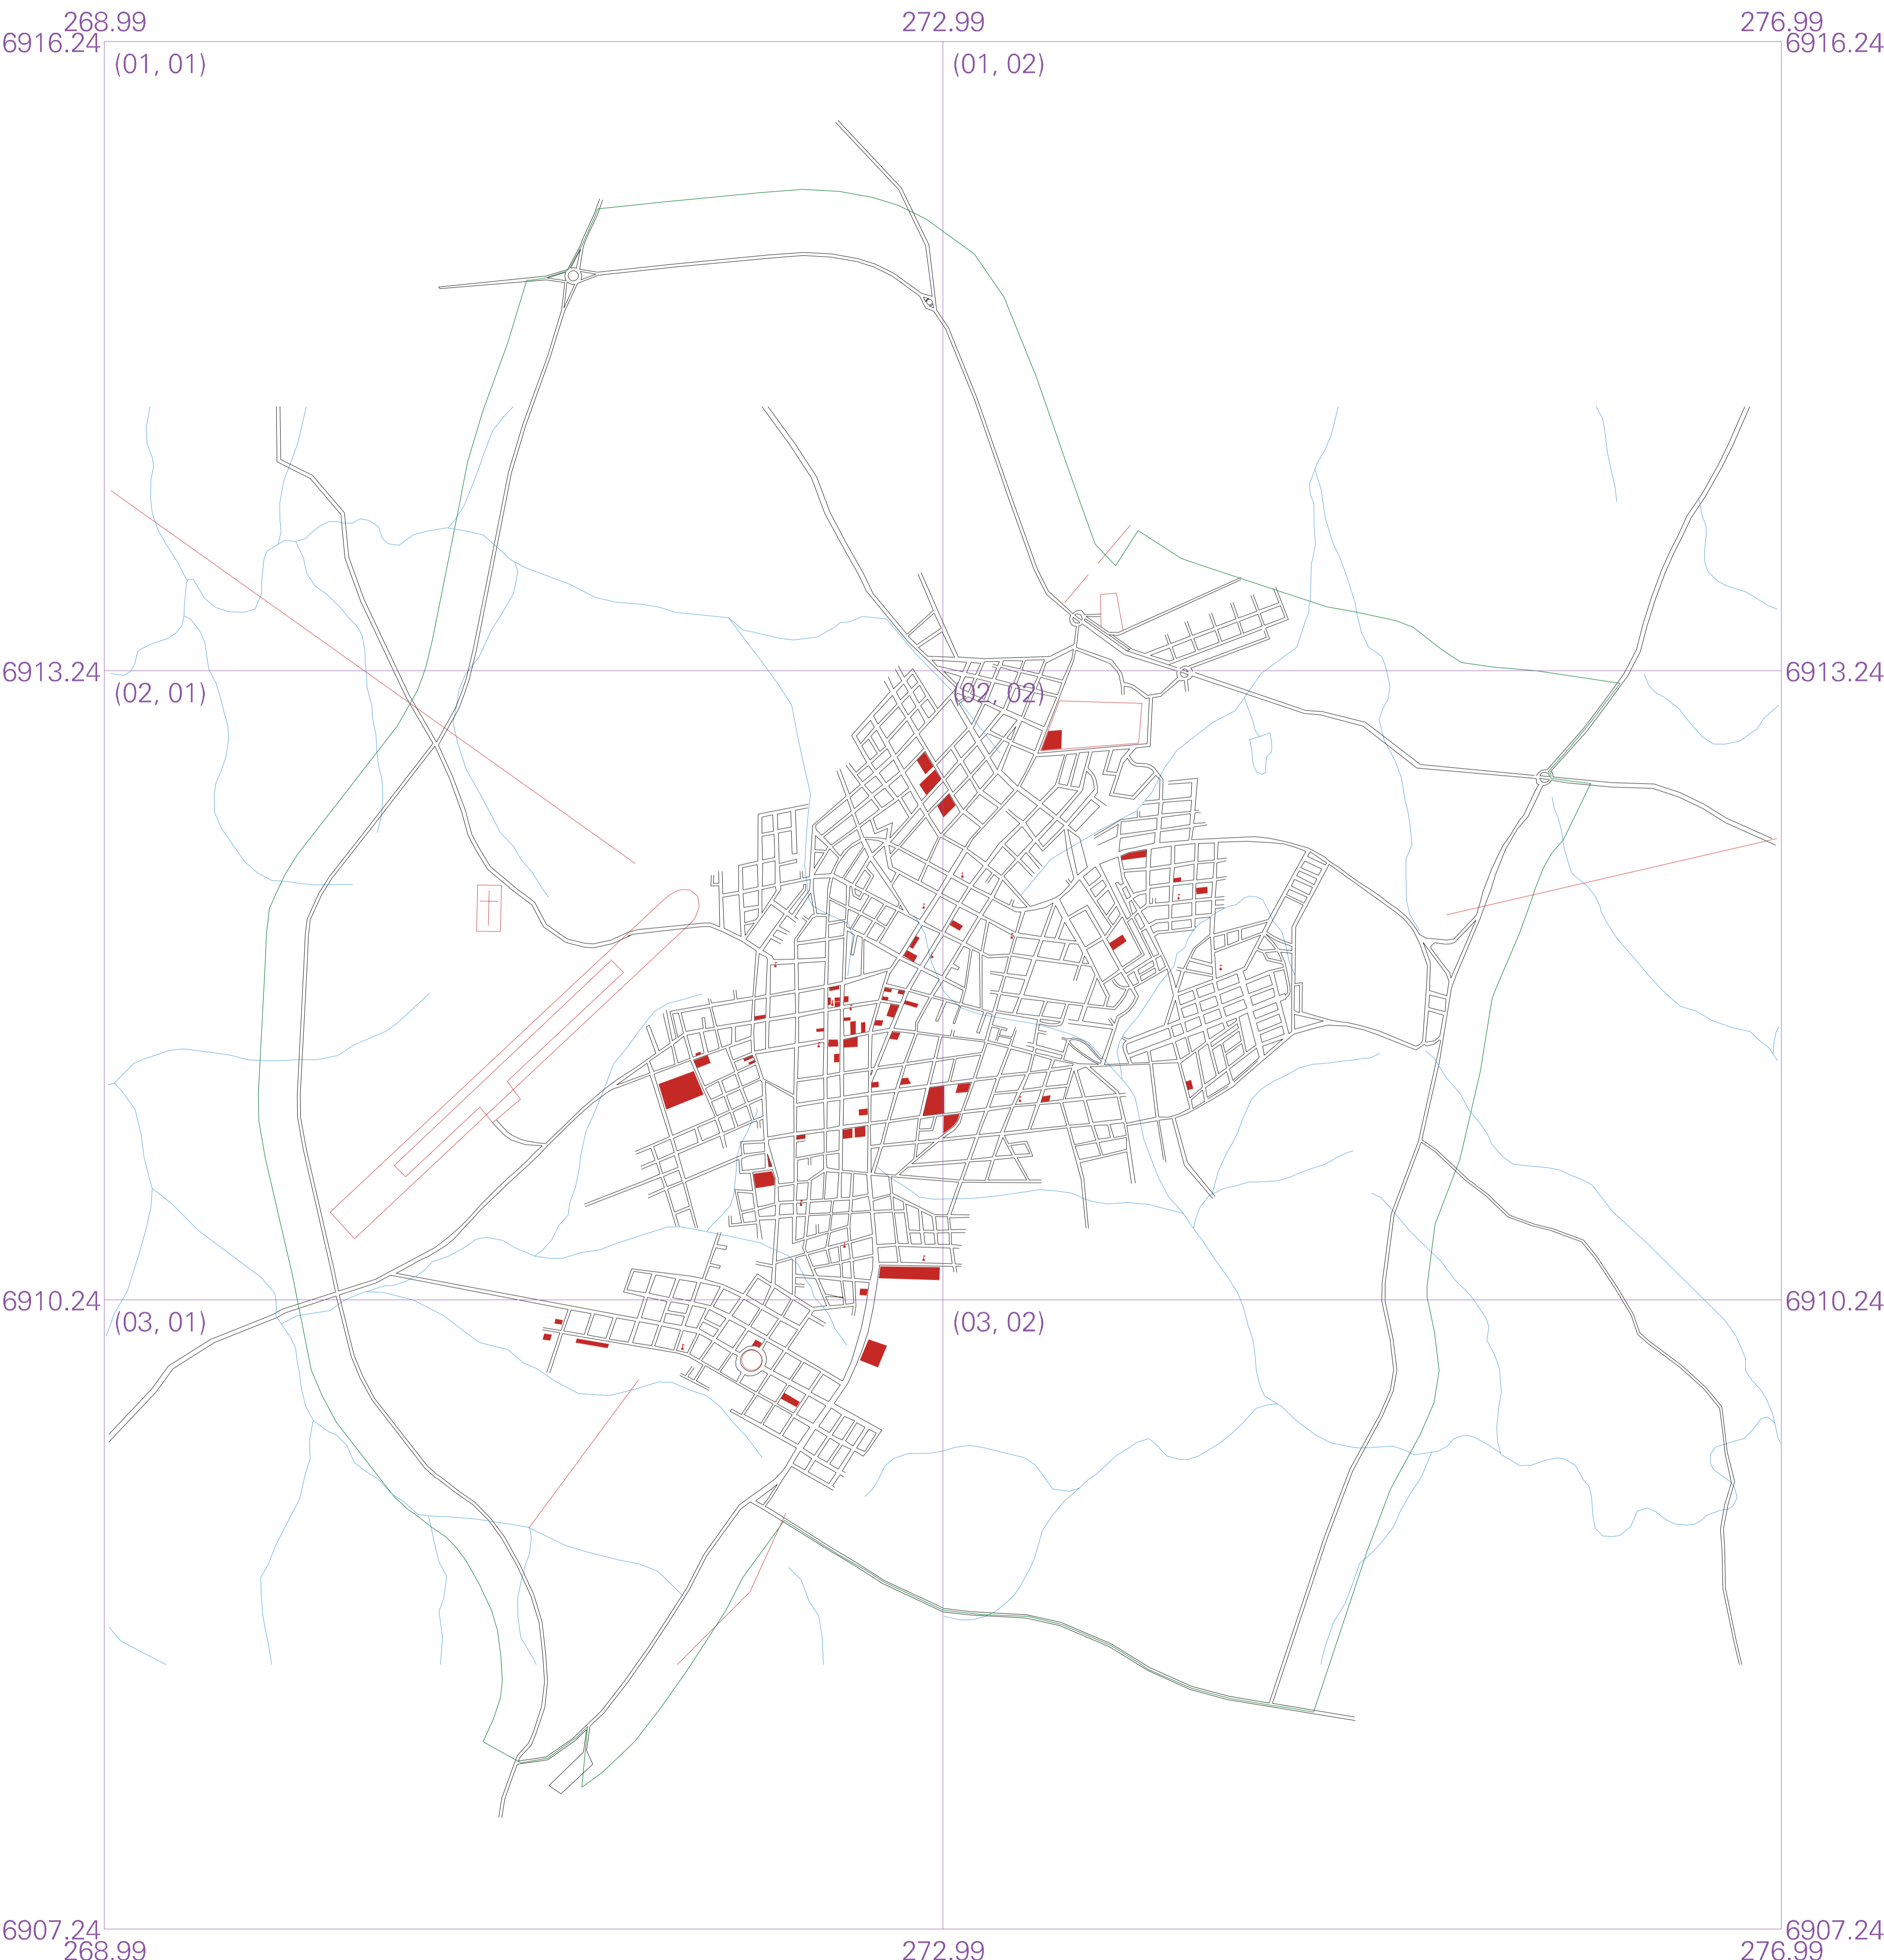 268.99 272.99 276.99
6916.24 6916.24
(01, 01) (01, 02)
6913.24 6913.24
(02, 01) (02, 02)
6910.24 6910.24
(03, 01) (03, 02)
6907.24 6907.24
268.99 272.99 276.99